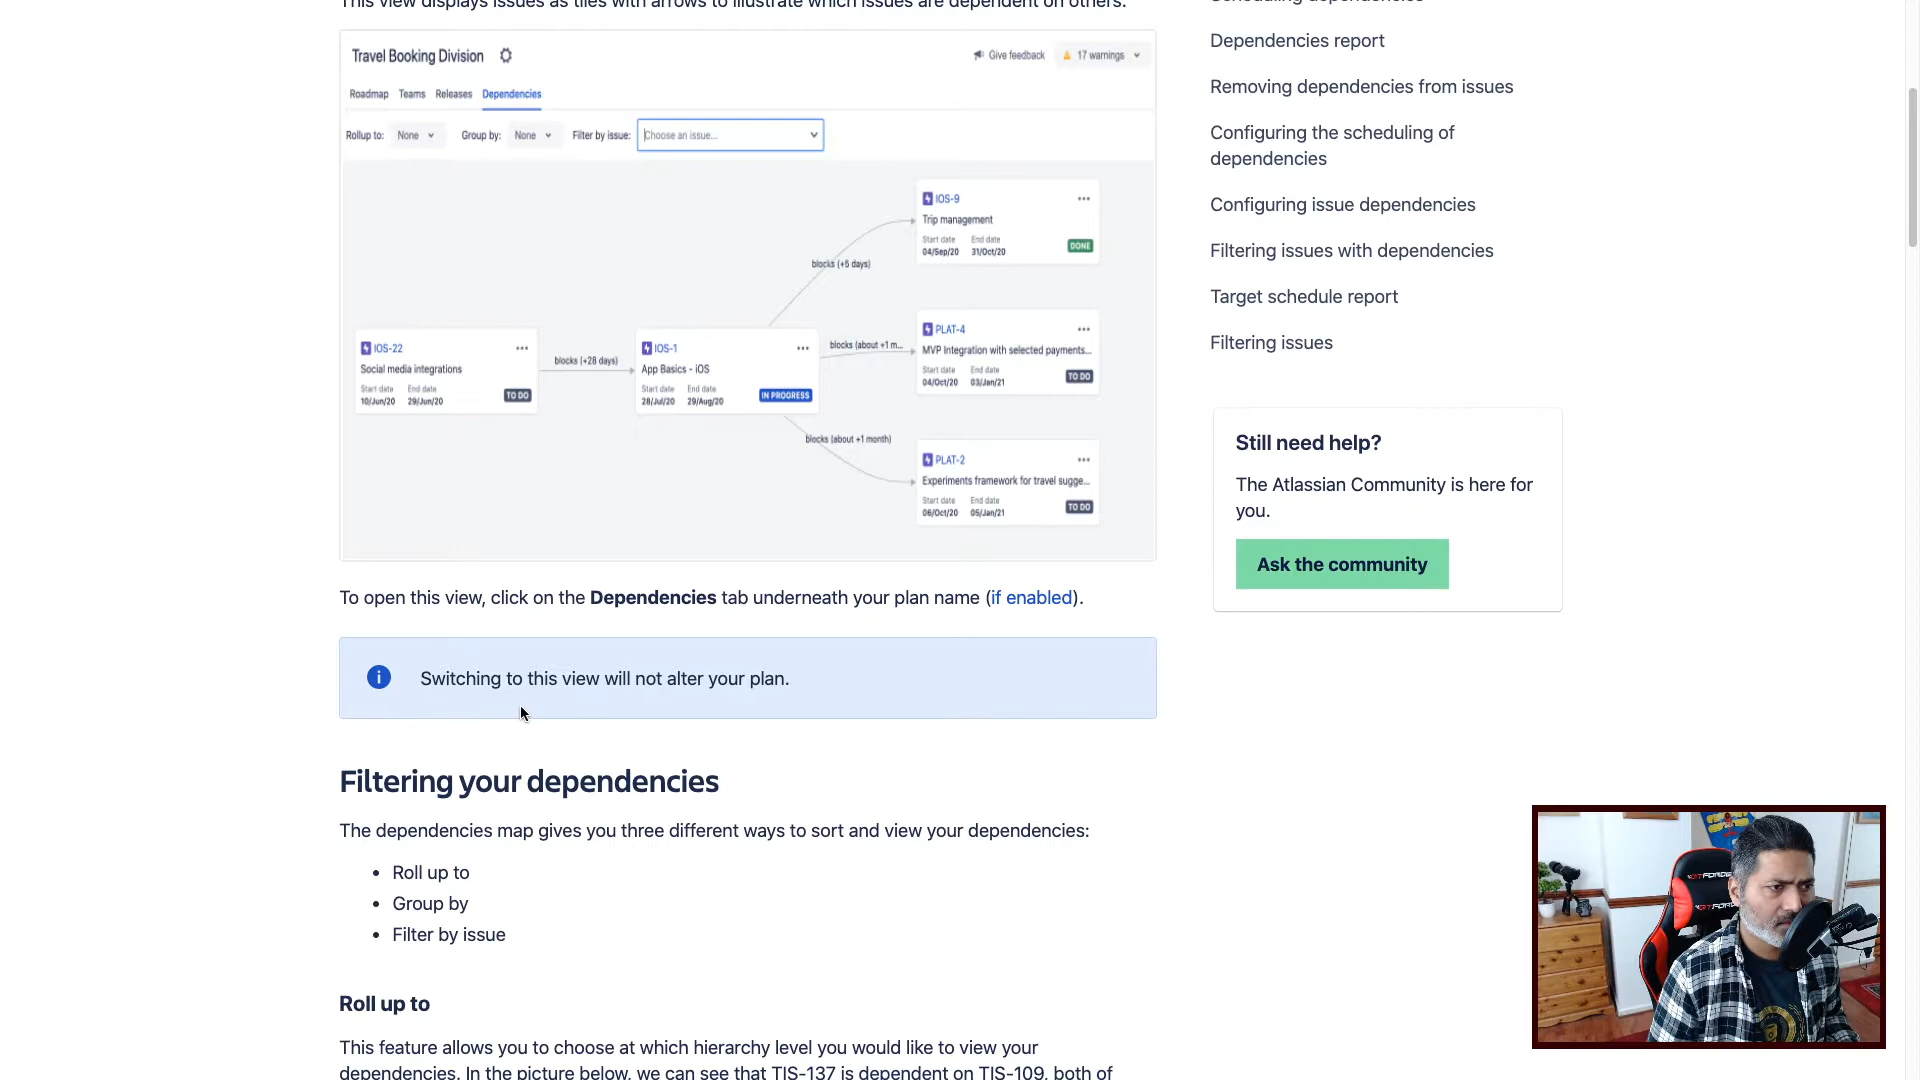 This view displays issues as tiles with arrows to illustrate which issues are dependent on others.
Travel Booking Division
Give feedback
17 warnings
Roadmap Teams Releases Dependencies
Rollup to: None Group by: None Filter by issue: Choose an issue...
IOS-9
Trip management
Start date End date
04/Sep/20 31/Oct/20
DONE
blocks (+5 days)
IOS-22
Social media integrations
Start date End date
10/Jun/20 29/Jun/20
TO DO
blocks (+28 days)
IOS-1
App Basics - iOS
Start date End date
28/Jul/20 29/Aug/20
IN PROGRESS
blocks (about +1 m...
PLAT-4
MVP Integration with selected payments...
Start date End date
04/Oct/20 03/Jan/21
TO DO
blocks (about +1 month)
PLAT-2
Experiments framework for travel sugge...
Start date End date
06/Oct/20 05/Jan/21
TO DO
To open this view, click on the Dependencies tab underneath your plan name (if enabled).
Switching to this view will not alter your plan.
Filtering your dependencies
The dependencies map gives you three different ways to sort and view your dependencies:
• Roll up to
• Group by
• Filter by issue
Roll up to
This feature allows you to choose at which hierarchy level you would like to view your
dependencies. In the picture below, we can see that TIS-137 is dependent on TIS-109, both of
Scheduling dependencies
Dependencies report
Removing dependencies from issues
Configuring the scheduling of
dependencies
Configuring issue dependencies
Filtering issues with dependencies
Target schedule report
Filtering issues
Still need help?
The Atlassian Community is here for
you.
Ask the community